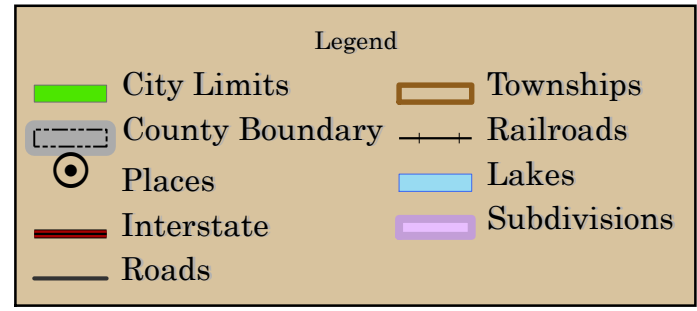 Legend
City Limits
County Boundary
Places
Interstate
Roads
Townships
Railroads
Lakes
Subdivisions